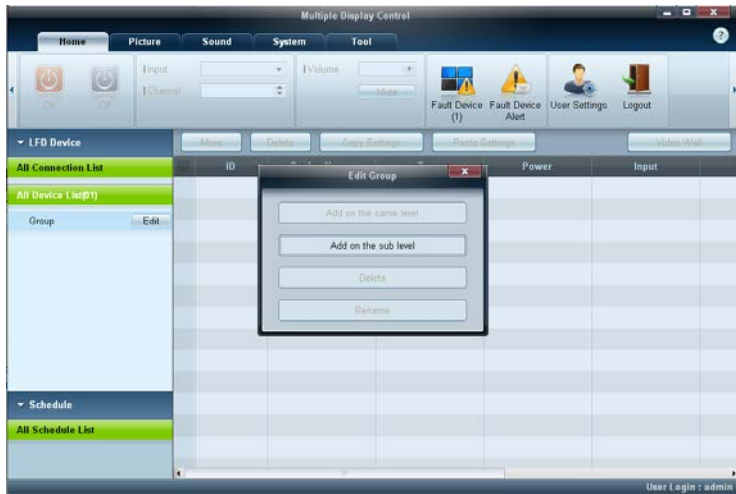 Multiple Display Control
Home Picture Sound System Tool
On Off
Input
Channel
Volume
Mute
Fault Device (1)
Fault Device Alert
User Settings
Logout
LFD Device
Move Delete Copy Settings Paste Settings Video Wall
All Connection List
ID Power Input
All Device List(01)
Group Edit
Edit Group
Add on the same level
Add on the sub level
Delete
Rename
Schedule
All Schedule List
User Login : admin